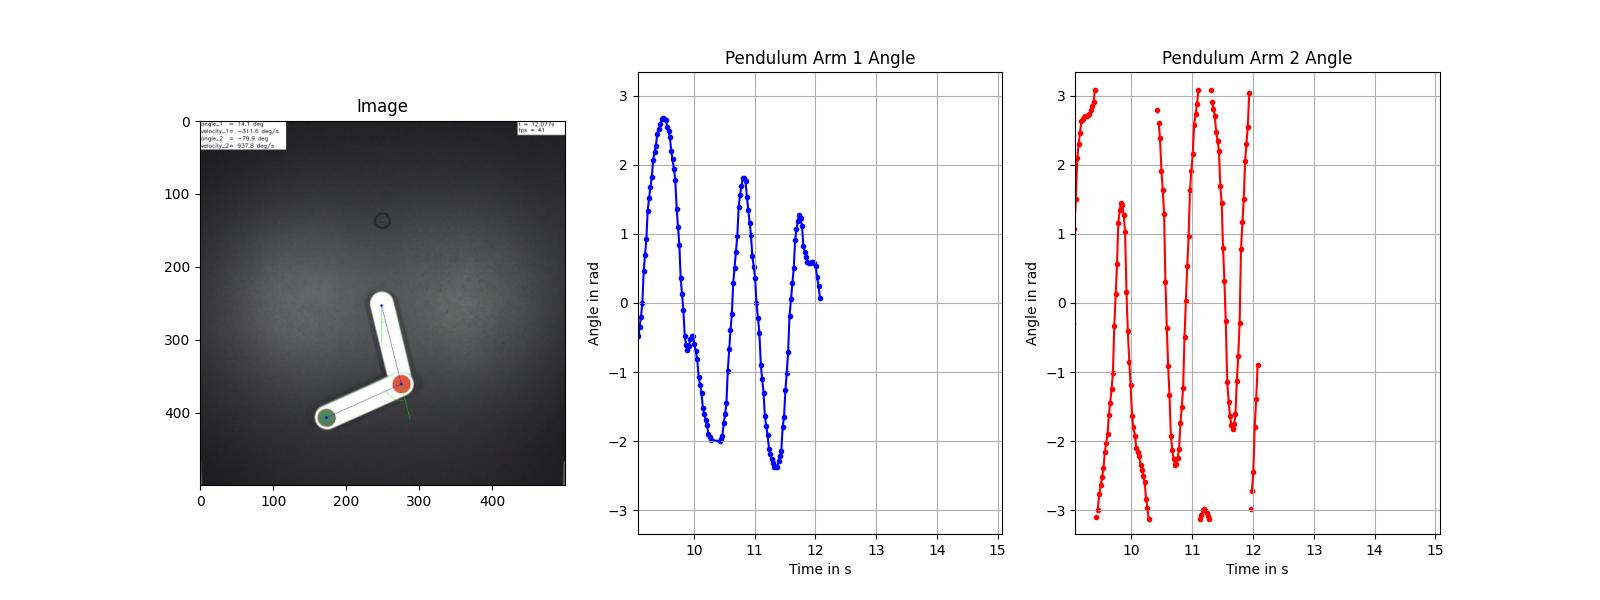 Image
angle_1 = 14.1 deg
velocity_1= -311.6 deg/s
angle_2 = -79.9 deg
velocity_2= 937.8 deg/s
t = 12.077s
fps = 41
0
100
200
300
400
0 100 200 300 400
Pendulum Arm 1 Angle
Angle in rad
3
2
1
0
−1
−2
−3
10 11 12 13 14 15
Time in s
Pendulum Arm 2 Angle
Angle in rad
3
2
1
0
−1
−2
−3
10 11 12 13 14 15
Time in s